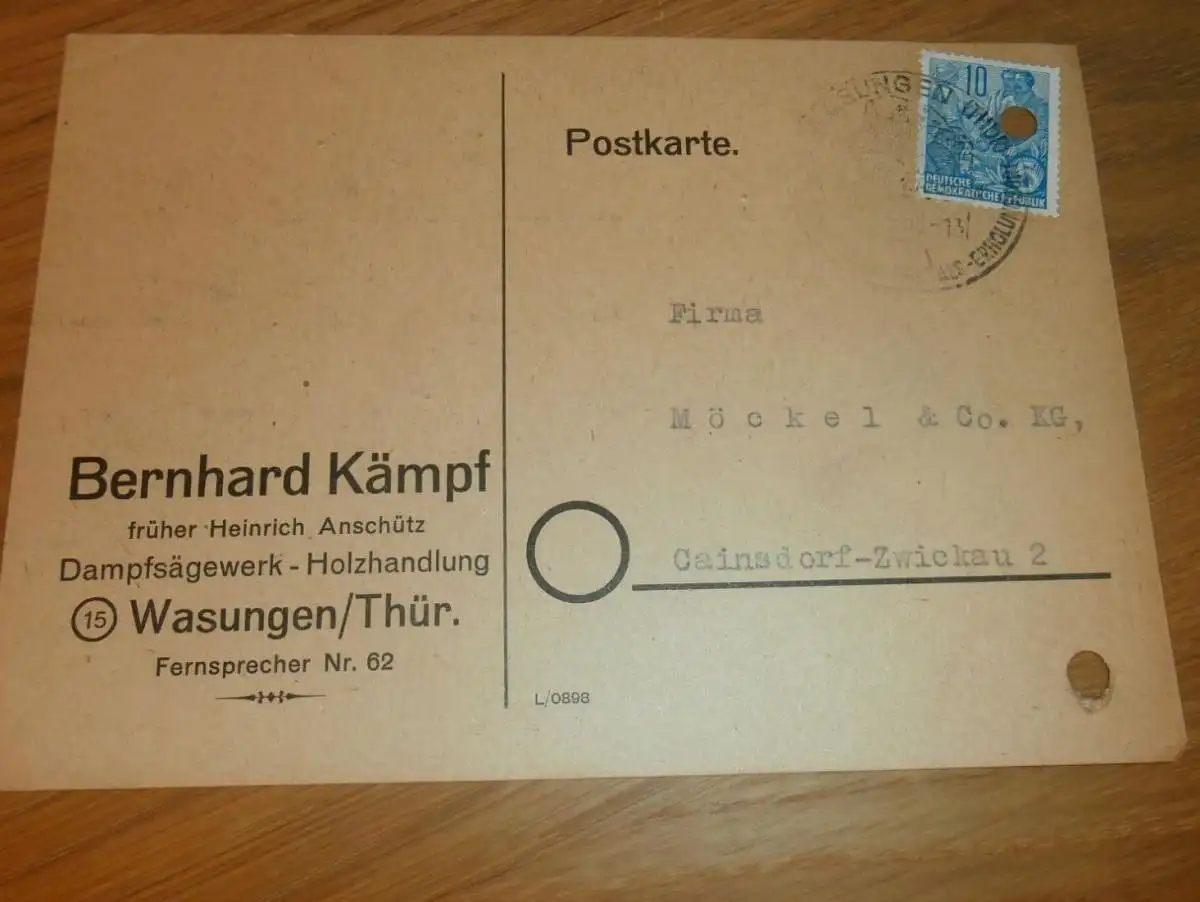 Postkarte.
10
DEUTSCHE
DEMOKRATISCHE REPUBLIK
5
Firma
Möckel & Co. KG,
Cainsdorf-Zwickau 2
Bernhard Kämpf
früher Heinrich Anschütz
Dampfsägewerk - Holzhandlung
15 Wasungen/Thür.
Fernsprecher Nr. 62
L/0898